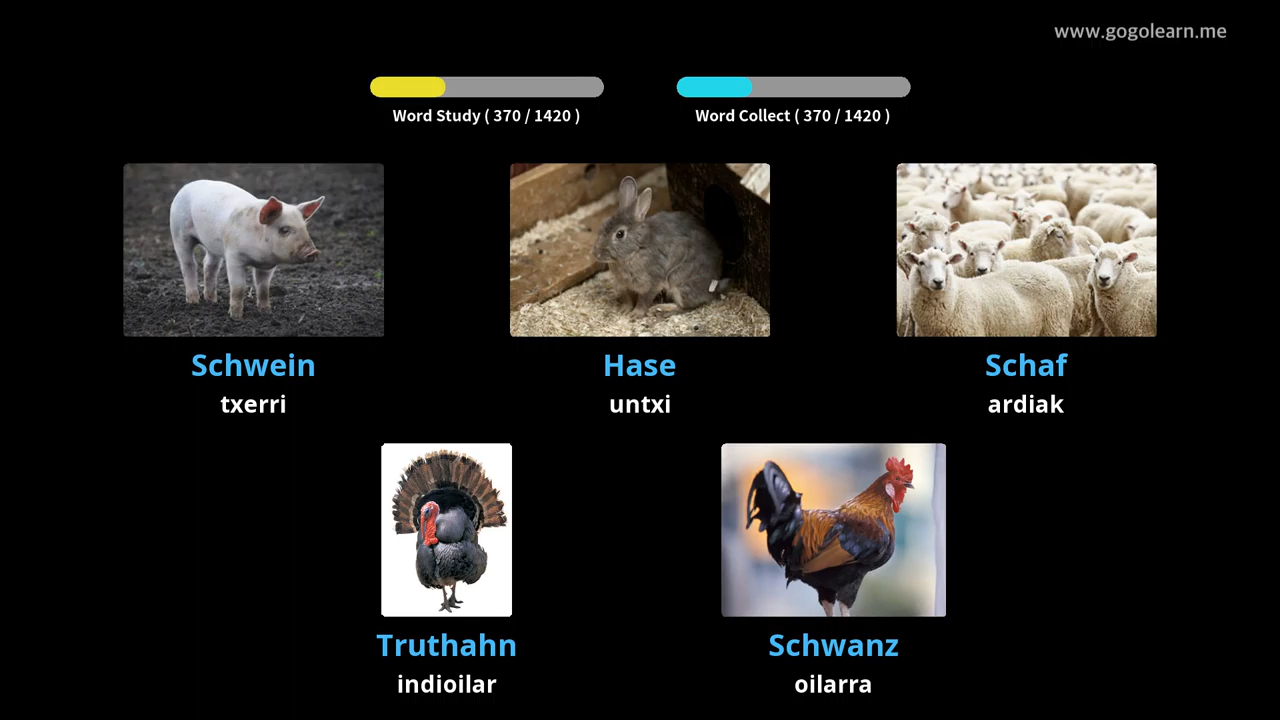 www.gogolearn.me
Word Study ( 370 / 1420 )
Word Collect ( 370 / 1420 )
Schwein
txerri
Hase
untxi
Schaf
ardiak
Truthahn
indioilar
Schwanz
oilarra